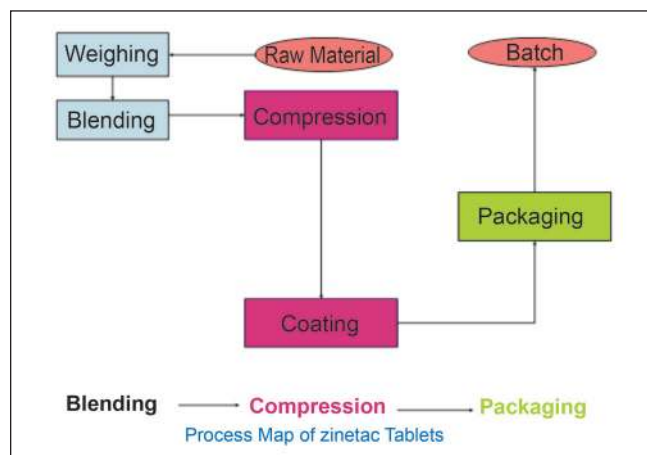 Weighing
Raw Material
Batch
Blending
Compression
Packaging
Coating
Blending Compression Packaging
Process Map of zinetac Tablets